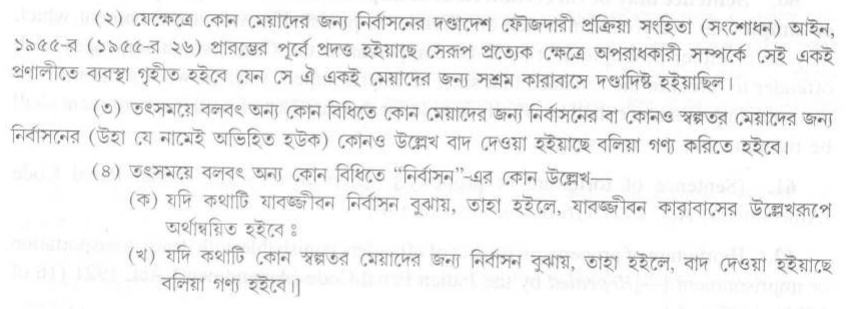 (২) যেক্ষেত্রে কোন মেয়াদের জন্য নির্বাসনের দণ্ডাদেশ ফৌজদারী প্রক্রিয়া সংহিতা (সংশোধন) আইন,
১৯৫৫-র (১৯৫৫-র ২৬) প্রারম্ভের পূর্বে প্রদত্ত হইয়াছে সেরূপ প্রত্যেক ক্ষেত্রে অপরাধকারী সম্পর্কে সেই একই
প্রণালীতে ব্যবস্থা গৃহীত হইবে যেন সে ঐ একই মেয়াদের জন্য সশ্রম কারাবাসে দণ্ডাদিষ্ট হইয়াছিল।
(৩) তৎসময়ে বলবৎ অন্য কোন বিধিতে কোন মেয়াদের জন্য নির্বাসনের বা কোনও স্বল্পতর মেয়াদের জন্য
নির্বাসনের (উহা যে নামেই অভিহিত হউক) কোনও উল্লেখ বাদ দেওয়া হইয়াছে বলিয়া গণ্য করিতে হইবে।
(৪) তৎসময়ে বলবৎ অন্য কোন বিধিতে “নির্বাসন”-এর কোন উল্লেখ—
(ক) যদি কথাটি যাবজ্জীবন নির্বাসন বুঝায়, তাহা হইলে, যাবজ্জীবন কারাবাসের উল্লেখরূপে
অর্থান্বয়িত হইবে ঃ
(খ) যদি কথাটি কোন স্বল্পতর মেয়াদের জন্য নির্বাসন বুঝায়, তাহা হইলে বাদ দেওয়া হইয়াছে
বলিয়া গণ্য হইবে।]